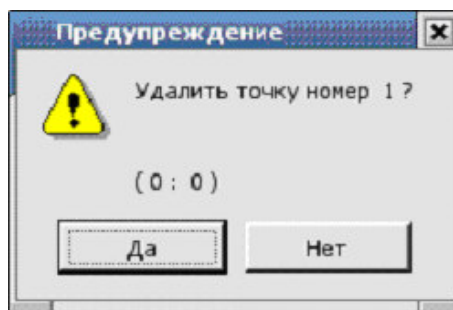 Предупреждение
Удалить точку номер 1 ?
( 0 : 0 )
Да
Нет